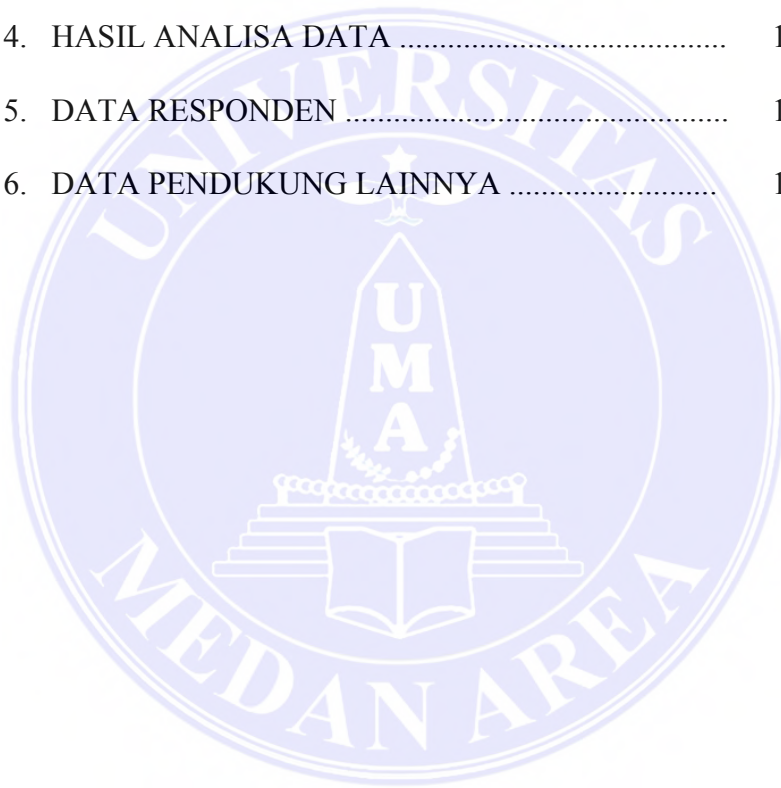 4. HASIL ANALISA DATA ......................................... 1
5. DATA RESPONDEN ................................................ 1
6. DATA PENDUKUNG LAINNYA .......................... 1
UNIVERSITAS
U
M
A
MEDAN AREA